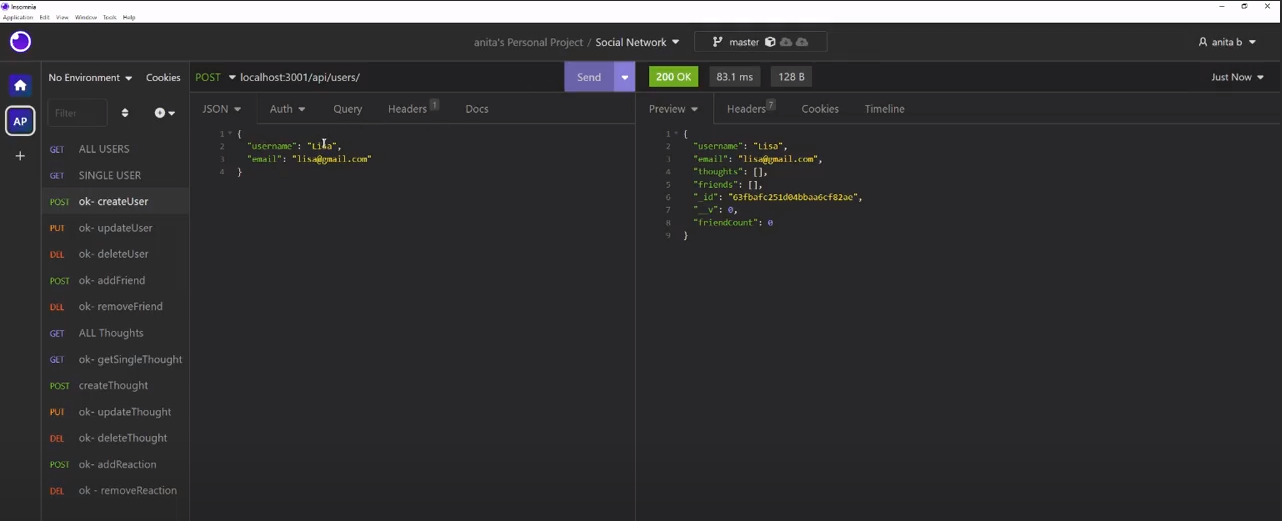 Insomnia
Application Edit View Window Tools Help
anita's Personal Project / Social Network
master
anita b
No Environment
Cookies
POST localhost:3001/api/users/
Send
200 OK
83.1 ms
128 B
Just Now
Filter
JSON
Auth
Query
Headers 1
Docs
Preview
Headers 7
Cookies
Timeline
AP
GET ALL USERS
GET SINGLE USER
POST ok- createUser
PUT ok- updateUser
DEL ok- deleteUser
POST ok- addFriend
DEL ok- removeFriend
GET ALL Thoughts
GET ok- getSingleThought
POST createThought
PUT ok- updateThought
DEL ok- deleteThought
POST ok- addReaction
DEL ok - removeReaction
1 {
2 "username": "Lisa",
3 "email": "lisa@gmail.com"
4 }
1 {
2 "username": "Lisa",
3 "email": "lisa@gmail.com",
4 "thoughts": [],
5 "friends": [],
6 "_id": "63fbafc251d04bbaa6cf82ae",
7 "__v": 0,
8 "friendCount": 0
9 }